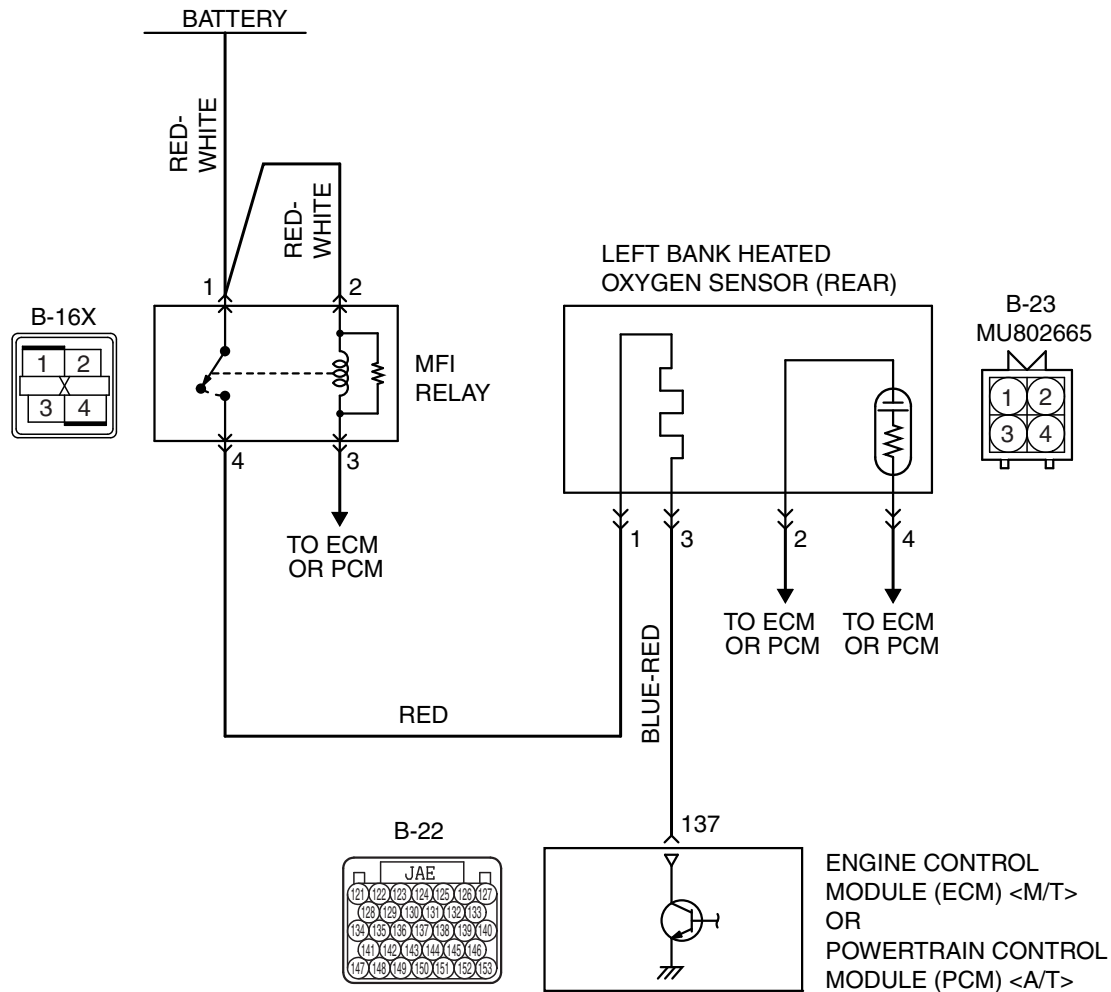 BATTERY
RED-
WHITE
RED-
WHITE
1
2
B-16X
1 2
X
3 4
MFI
RELAY
4
3
TO ECM
OR PCM
LEFT BANK HEATED
OXYGEN SENSOR (REAR)
B-23
MU802665
1 2
3 4
1
3
2
4
TO ECM
OR PCM
TO ECM
OR PCM
BLUE-RED
RED
137
B-22
JAE
121 122 123 124 125 126 127
128 129 130 131 132 133
134 135 136 137 138 139 140
141 142 143 144 145 146
147 148 149 150 151 152 153
ENGINE CONTROL
MODULE (ECM) <M/T>
OR
POWERTRAIN CONTROL
MODULE (PCM) <A/T>